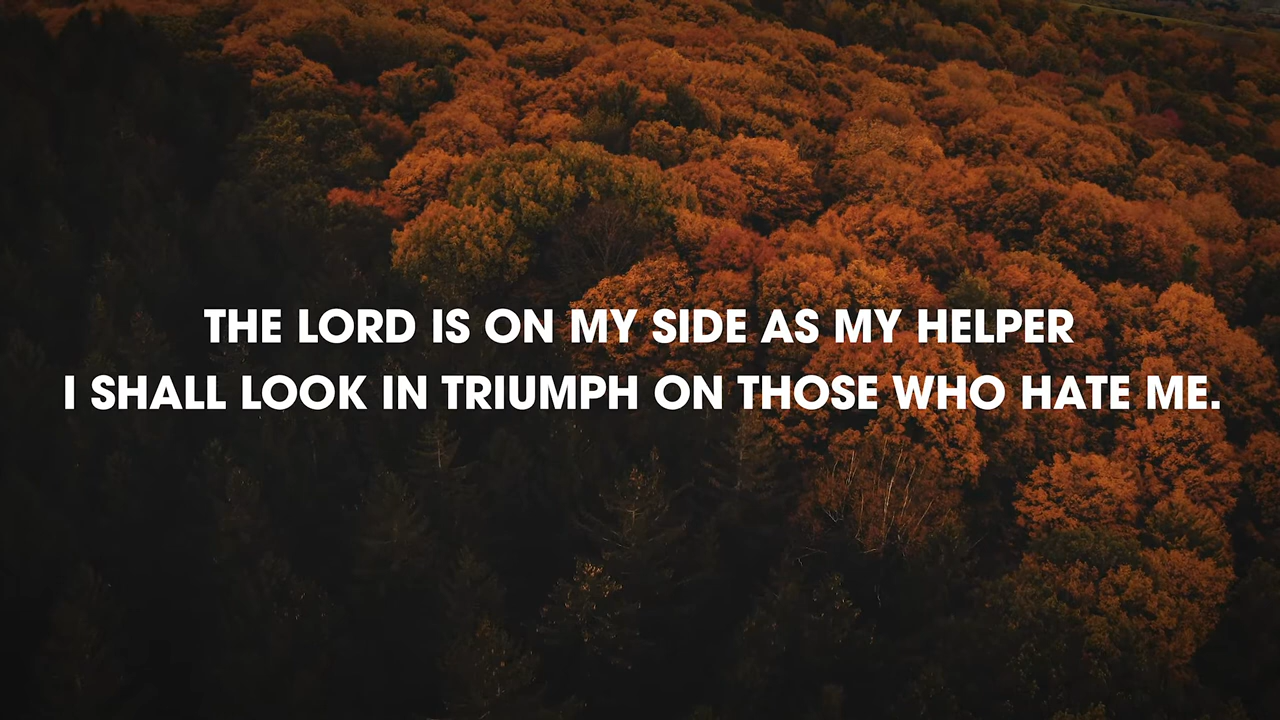 THE LORD IS ON MY SIDE AS MY HELPER
I SHALL LOOK IN TRIUMPH ON THOSE WHO HATE ME.